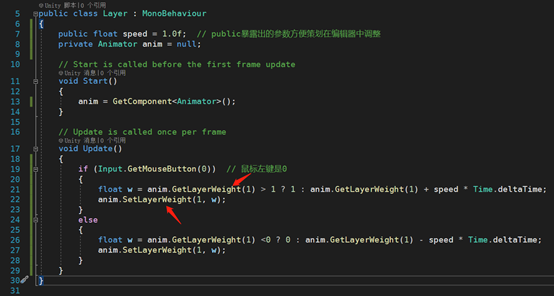 Unity 脚本|0 个引用
5 public class Layer : MonoBehaviour
6 {
7 public float speed = 1.0f; // public暴露出的参数方便策划在编辑器中调整
8 private Animator anim = null;
9
10 // Start is called before the first frame update
Unity 消息|0 个引用
11 void Start()
12 {
13 anim = GetComponent<Animator>();
14 }
15
16 // Update is called once per frame
Unity 消息|0 个引用
17 void Update()
18 {
19 if (Input.GetMouseButton(0)) // 鼠标左键是0
20 {
21 float w = anim.GetLayerWeight(1) > 1 ? 1 : anim.GetLayerWeight(1) + speed * Time.deltaTime;
22 anim.SetLayerWeight(1, w);
23 }
24 else
25 {
26 float w = anim.GetLayerWeight(1) <0 ? 0 : anim.GetLayerWeight(1) - speed * Time.deltaTime;
27 anim.SetLayerWeight(1, w);
28 }
29 }
30 }
31